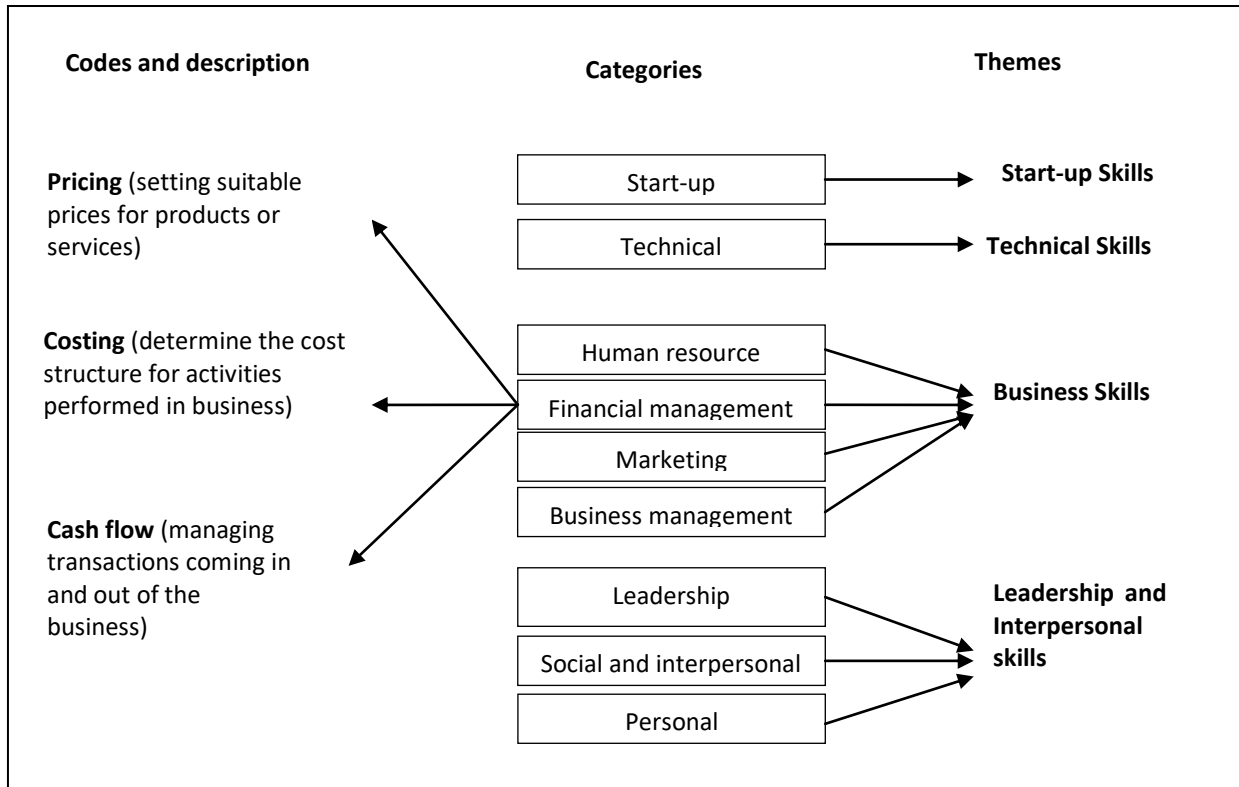 Codes and description
Categories
Themes
Pricing (setting suitable
prices for products or
services)
Costing (determine the cost
structure for activities
performed in business)
Cash flow (managing
transactions coming in
and out of the
business)
Start-up
Technical
Human resource
Financial management
Marketing
Business management
Leadership
Social and interpersonal
Personal
Start-up Skills
Technical Skills
Business Skills
Leadership and
Interpersonal
skills